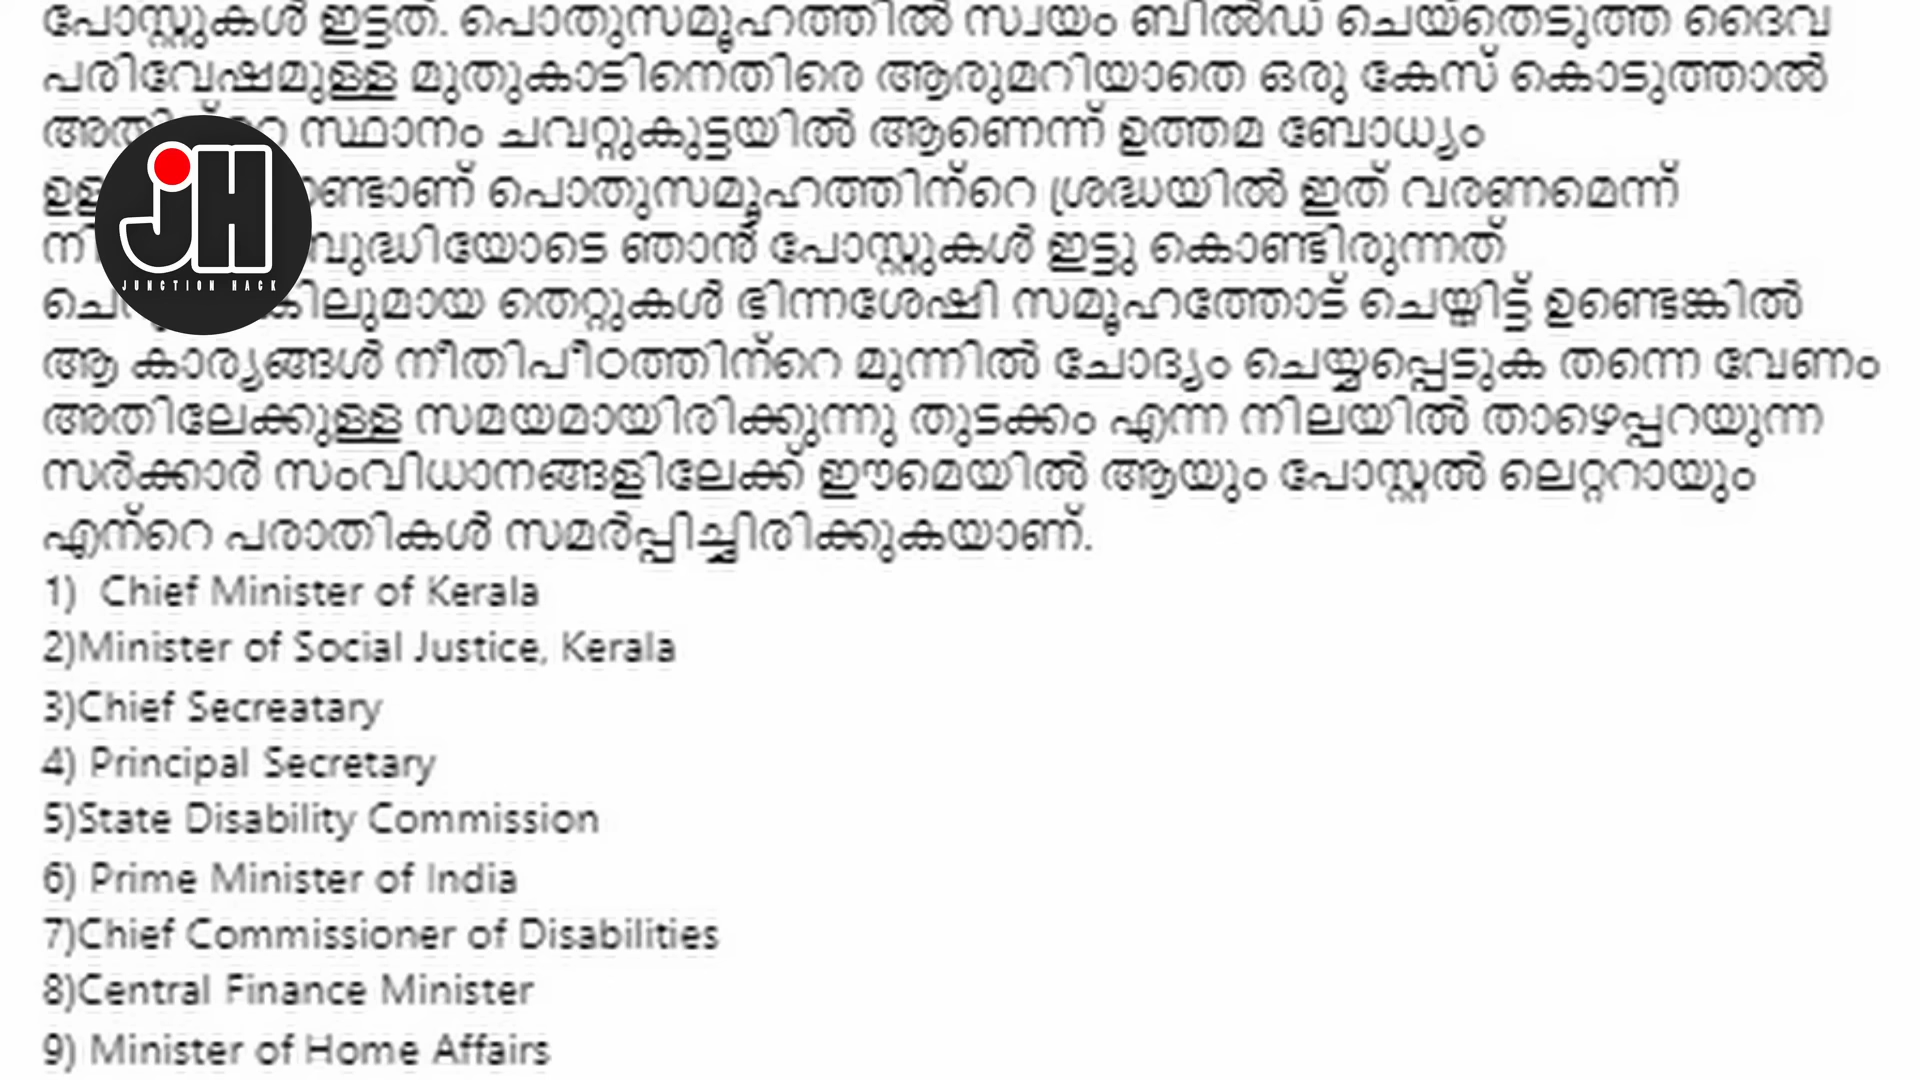 പോസ്റ്റുകൾ ഇട്ടത്. പൊതുസമൂഹത്തിൽ സ്വയം ബിൽഡ് ചെയ്തെടുത്ത ദൈവ
പരിവേഷമുള്ള മുതുകാടിനെതിരെ ആരുമറിയാതെ ഒരു കേസ് കൊടുത്താൽ
സ്ഥാനം ചവറ്റുകുട്ടയിൽ ആണെന്ന് ഉത്തമ ബോധ്യം
പൊതുസമൂഹത്തിന്റെ ശ്രദ്ധയിൽ ഇത് വരണമെന്ന്
ഞാൻ പോസ്റ്റുകൾ ഇട്ടു കൊണ്ടിരുന്നത്
തെറ്റുകൾ ഭിന്നശേഷി സമൂഹത്തോട് ചെയ്യിട്ട് ഉണ്ടെങ്കിൽ
ആ കാര്യങ്ങൾ നീതിപീഠത്തിന്റെ മുന്നിൽ ചോദ്യം ചെയ്യപ്പെടുക തന്നെ വേണം
അതിലേക്കുള്ള സമയമായിരിക്കുന്നു തുടക്കം എന്ന നിലയിൽ താഴെപ്പറയുന്ന
സർക്കാർ സംവിധാനങ്ങളിലേക്ക് ഈമെയിൽ ആയും പോസ്റ്റൽ ലെറ്ററായും
എന്റെ പരാതികൾ സമർപ്പിച്ചിരിക്കുകയാണ്.
1) Chief Minister of Kerala
2)Minister of Social Justice, Kerala
3)Chief Secreatary
4) Principal Secretary
5)State Disability Commission
6) Prime Minister of India
7)Chief Commissioner of Disabilities
8)Central Finance Minister
9) Minister of Home Affairs
JH
JUNCTION HACK